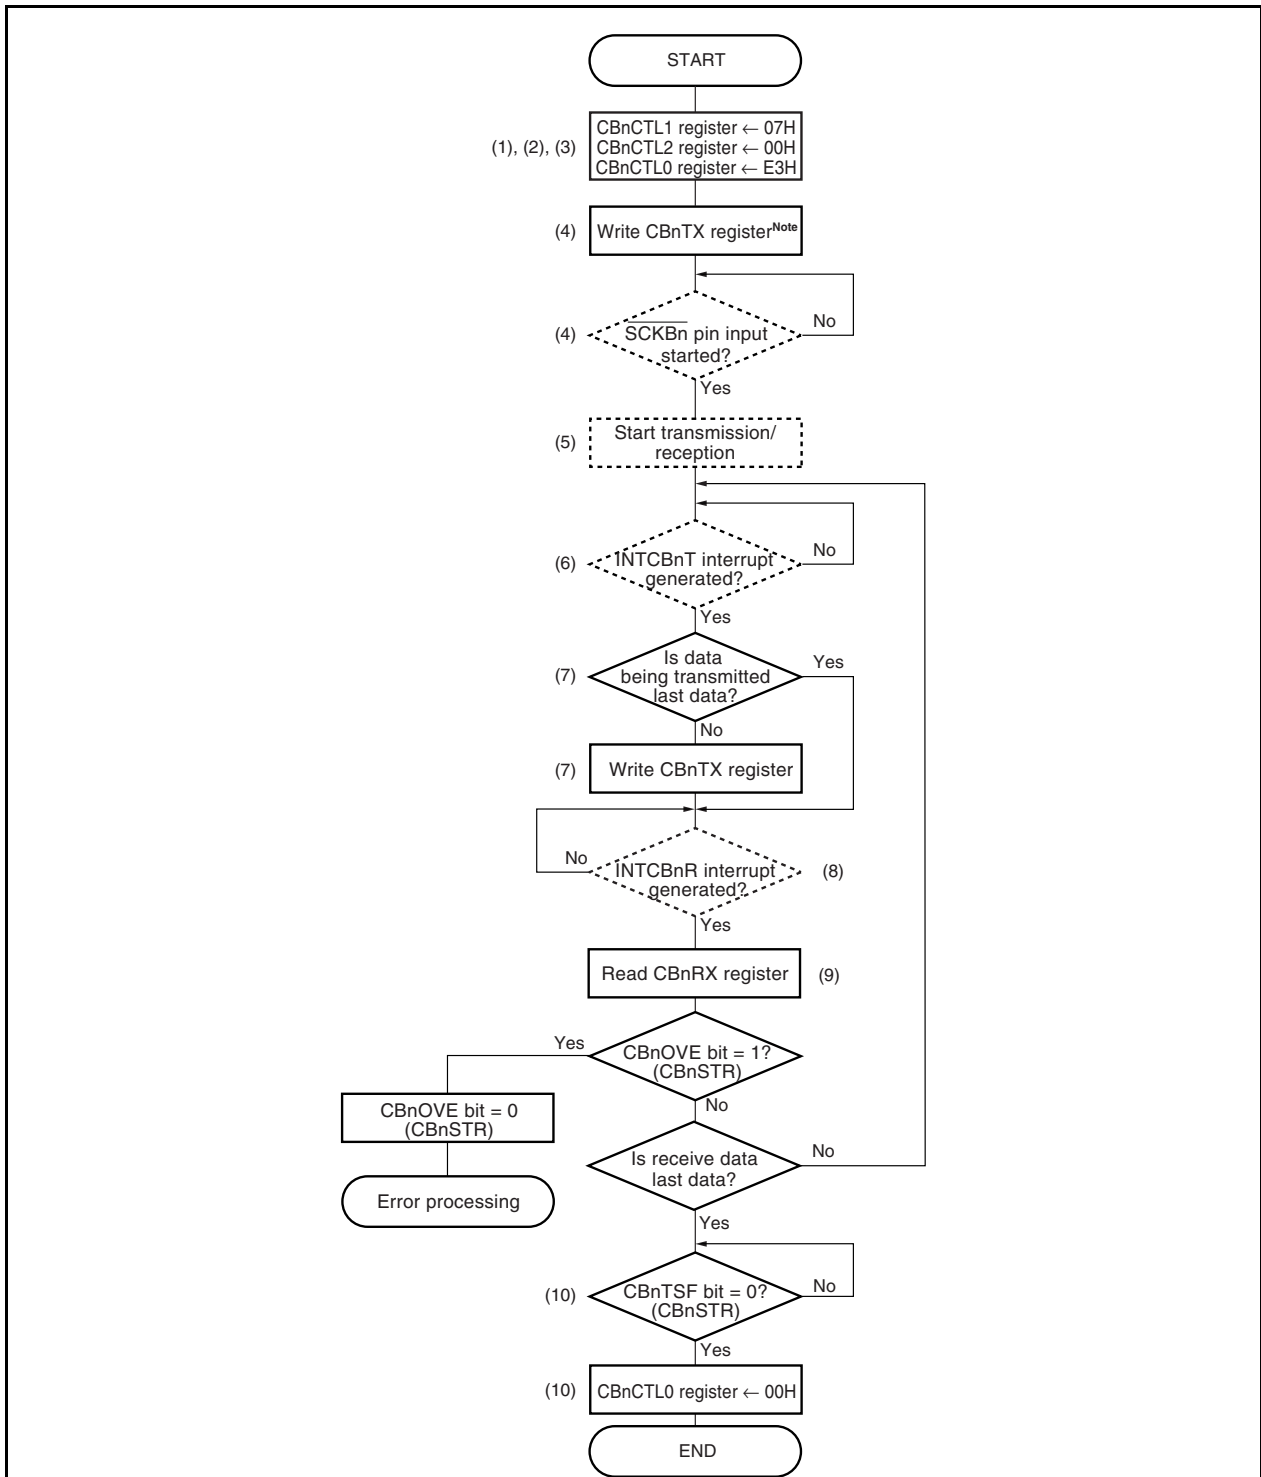 START
(1), (2), (3)
CBnCTL1 register ← 07H
CBnCTL2 register ← 00H
CBnCTL0 register ← E3H
(4)
Write CBnTX registerNote
(4)
SCKBn pin input
started?
No
Yes
(5)
Start transmission/
reception
(6)
INTCBnT interrupt
generated?
No
Yes
(7)
Is data
being transmitted
last data?
Yes
No
(7)
Write CBnTX register
No
INTCBnR interrupt
generated?
(8)
Yes
Read CBnRX register
(9)
Yes
CBnOVE bit = 1?
(CBnSTR)
No
CBnOVE bit = 0
(CBnSTR)
Is receive data
last data?
No
Error processing
Yes
(10)
CBnTSF bit = 0?
(CBnSTR)
No
Yes
(10)
CBnCTL0 register ← 00H
END